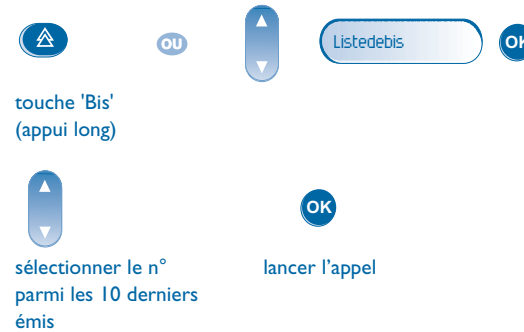 OU
Listedebis
OK
touche 'Bis'
(appui long)
OK
sélectionner le n°
parmi les 10 derniers
émis
lancer l'appel